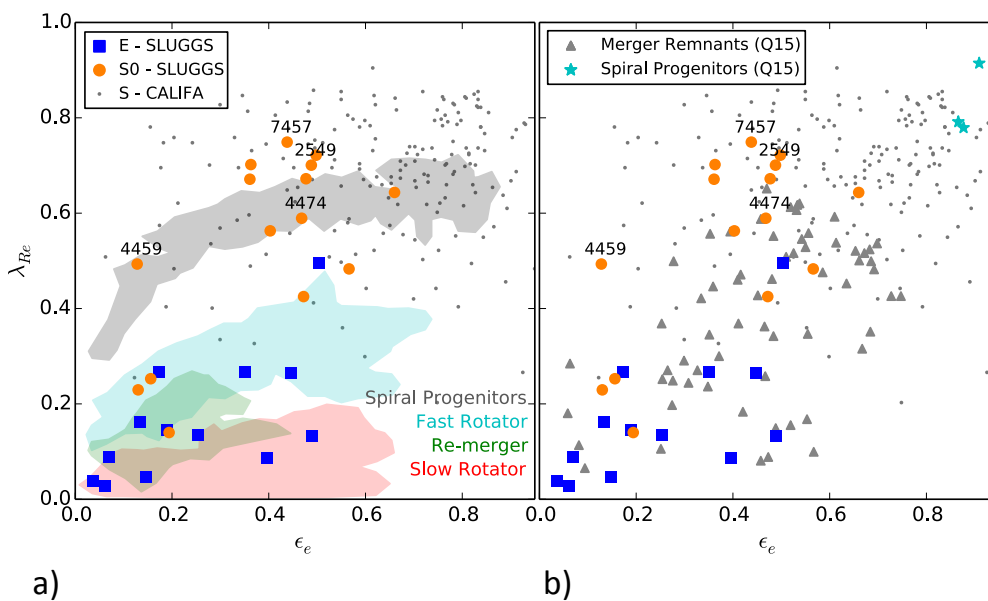 1.0
0.8
0.6
0.4
0.2
0.0
λRe
E - SLUGGS
S0 - SLUGGS
S - CALIFA
7457
2549
4474
4459
Spiral Progenitors
Fast Rotator
Re-merger
Slow Rotator
0.0 0.2 0.4 0.6 0.8
ϵe
a)
Merger Remnants (Q15)
Spiral Progenitors (Q15)
7457
2549
4474
4459
0.0 0.2 0.4 0.6 0.8
ϵe
b)